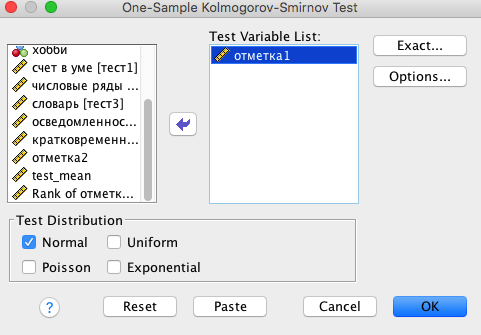 One-Sample Kolmogorov-Smirnov Test
Test Variable List:
хобби
счет в уме [тест1]
числовые ряды ...
словарь [тест3]
осведомленнос...
кратковременн...
отметка2
test_mean
Rank of отметк...
отметка1
Exact...
Options...
Test Distribution
Normal
Uniform
Poisson
Exponential
?
Reset
Paste
Cancel
OK